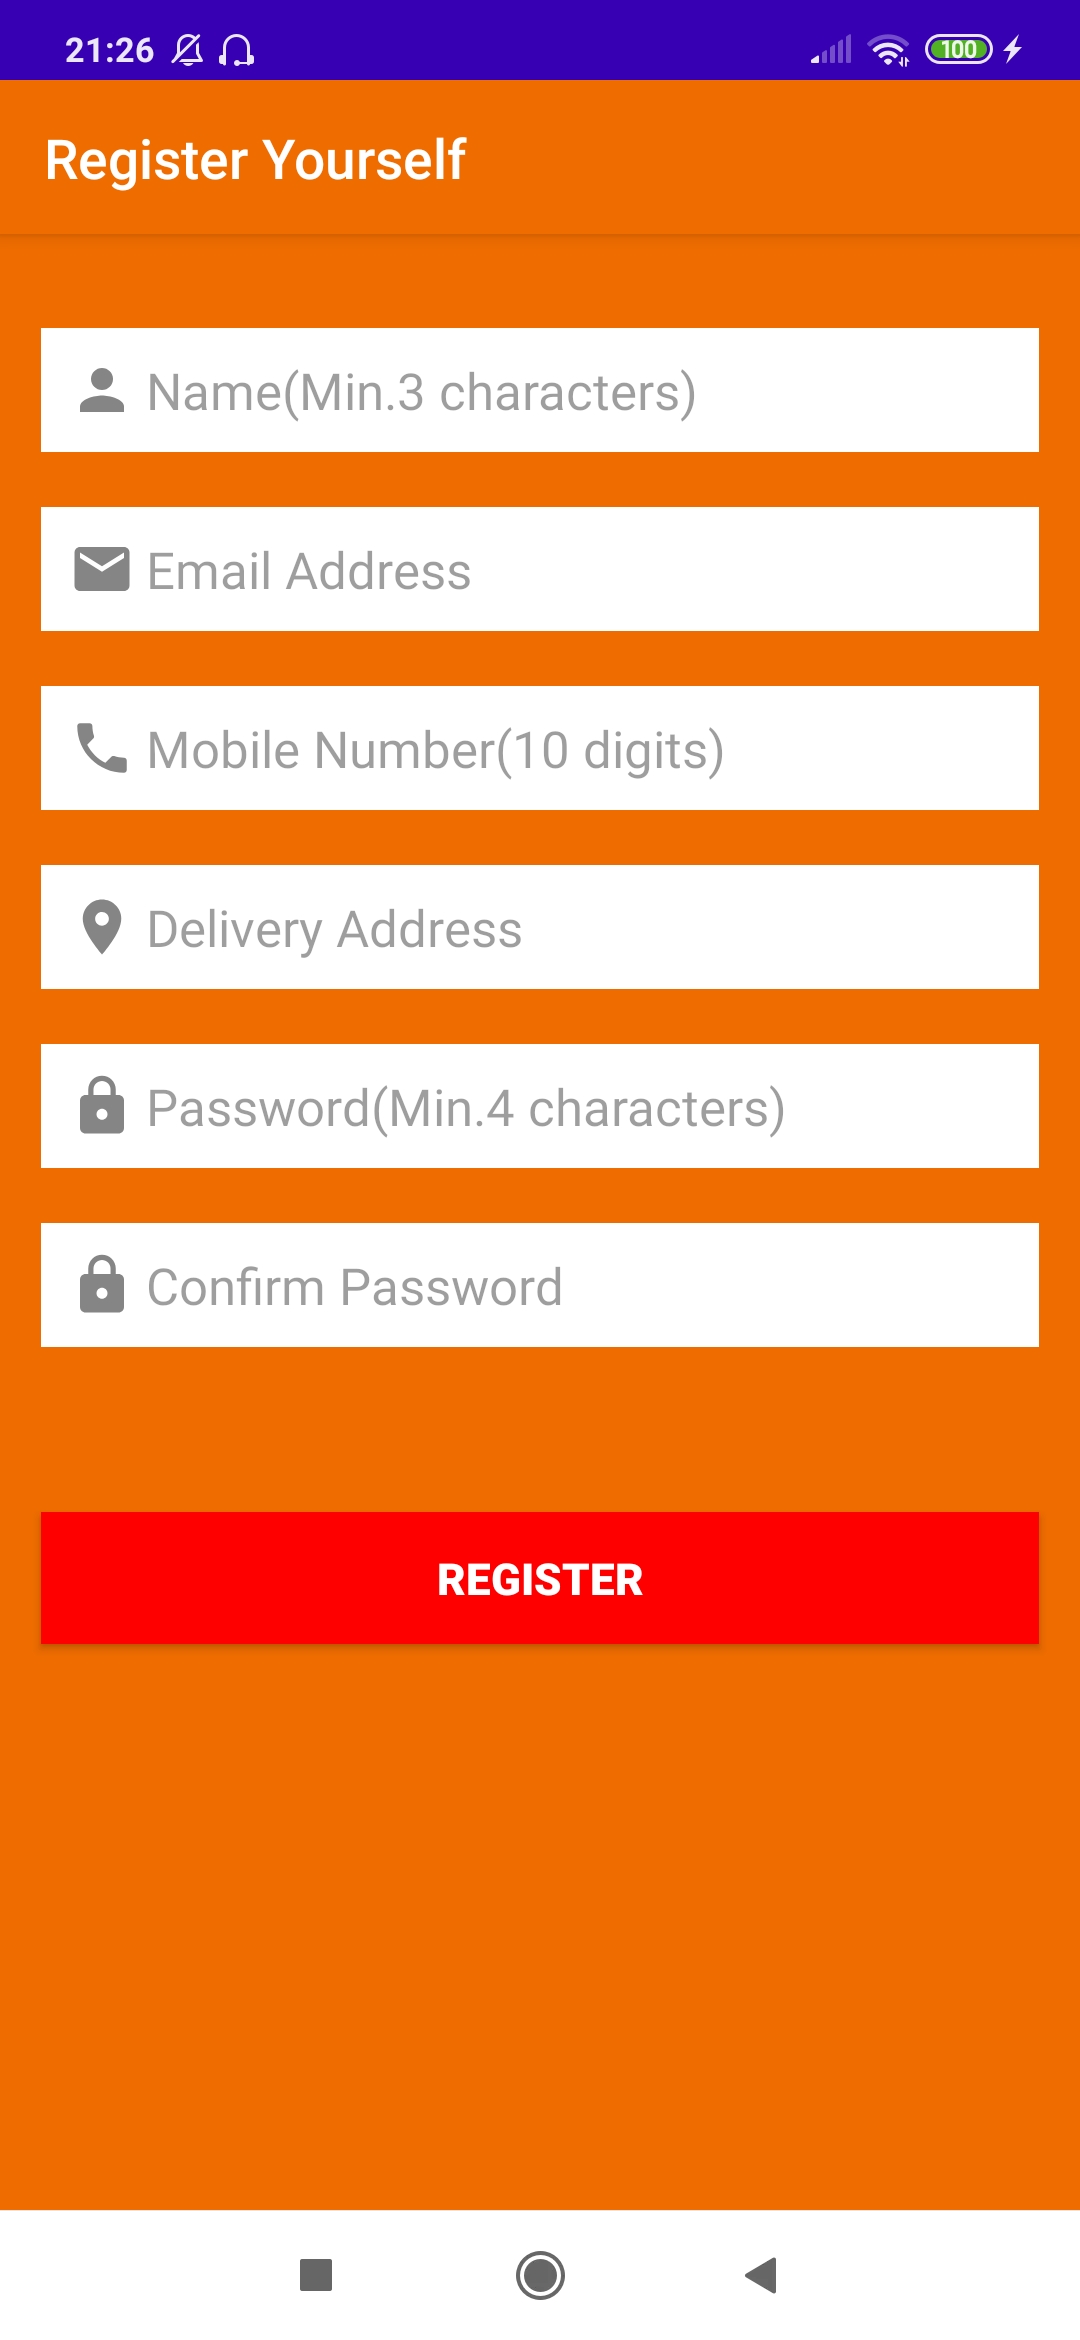 21:26
100
Register Yourself
Name(Min.3 characters)
Email Address
Mobile Number(10 digits)
Delivery Address
Password(Min.4 characters)
Confirm Password
REGISTER